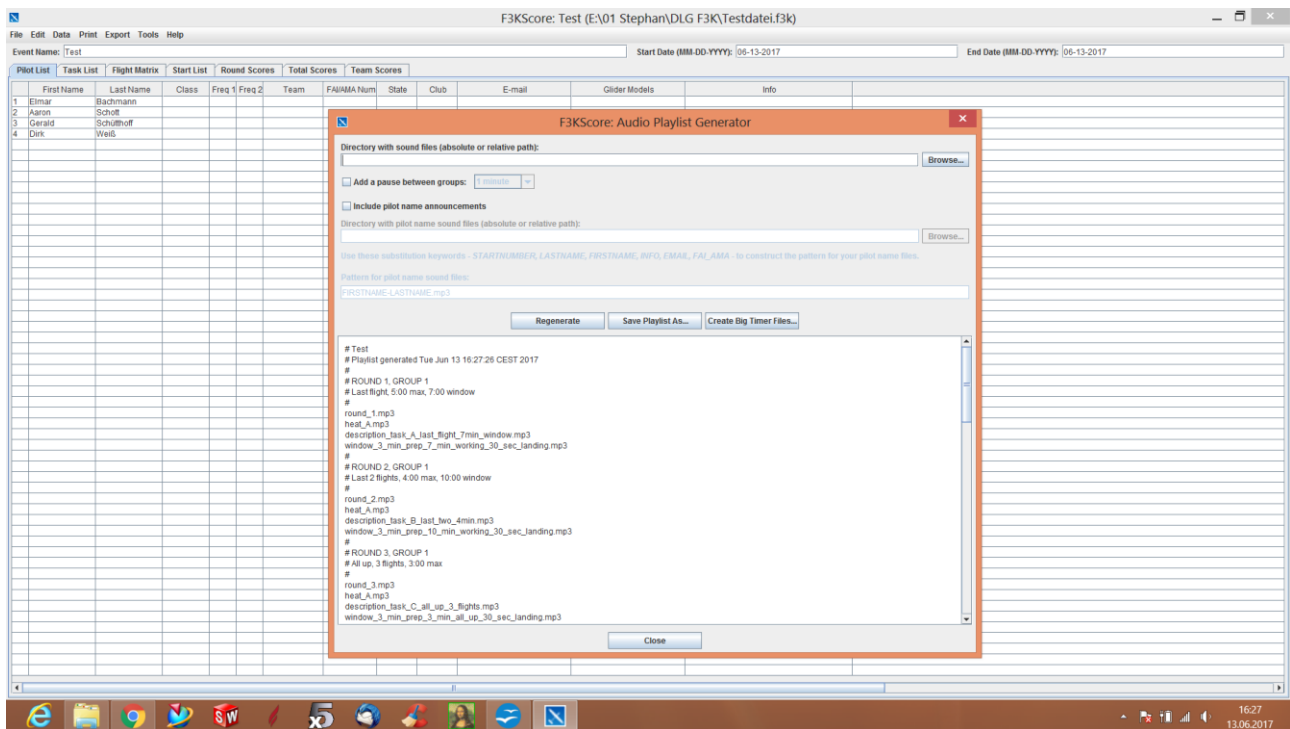 F3KScore: Test (E:\01 Stephan\DLG F3K\Testdatei.f3k)
File Edit Data Print Export Tools Help
Event Name: Test Start Date (MM-DD-YYYY): 06-13-2017 End Date (MM-DD-YYYY): 06-13-2017
Pilot List Task List Flight Matrix Start List Round Scores Total Scores Team Scores
First Name Last Name Class Freq 1 Freq 2 Team FAI/AMA Num State Club E-mail Glider Models Info
1 Elmar Bachmann
2 Aaron Schott
3 Gerald Schütthoff
4 Dirk Weiß
F3KScore: Audio Playlist Generator
Directory with sound files (absolute or relative path):
Browse...
Add a pause between groups: 1 minute
Include pilot name announcements
Directory with pilot name sound files (absolute or relative path):
Browse...
Use these substitution keywords - STARTNUMBER, LASTNAME, FIRSTNAME, INFO, EMAIL, FAI_AMA - to construct the pattern for your pilot name files.
Pattern for pilot name sound files:
FIRSTNAME-LASTNAME.mp3
Regenerate Save Playlist As... Create Big Timer Files...
# Test
# Playlist generated Tue Jun 13 16:27:26 CEST 2017
#
# ROUND 1, GROUP 1
# Last flight, 5:00 max, 7:00 window
#
round_1.mp3
heat_A.mp3
description_task_A_last_flight_7min_window.mp3
window_3_min_prep_7_min_working_30_sec_landing.mp3
#
# ROUND 2, GROUP 1
# Last 2 flights, 4:00 max, 10:00 window
#
round_2.mp3
heat_A.mp3
description_task_B_last_two_4min.mp3
window_3_min_prep_10_min_working_30_sec_landing.mp3
#
# ROUND 3, GROUP 1
# All up, 3 flights, 3:00 max
#
round_3.mp3
heat_A.mp3
description_task_C_all_up_3_flights.mp3
window_3_min_prep_3_min_all_up_30_sec_landing.mp3
Close
SW
5
x5
16:27
13.06.2017